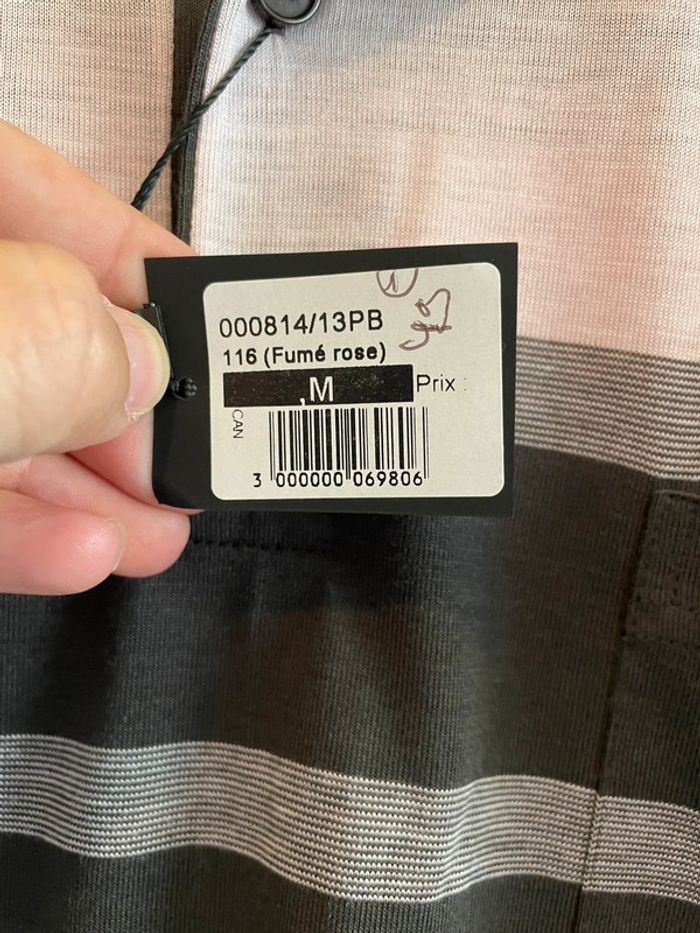 000814/13PB
116 (Fumé rose)
,M
Prix :
CAN
3 000000 069806